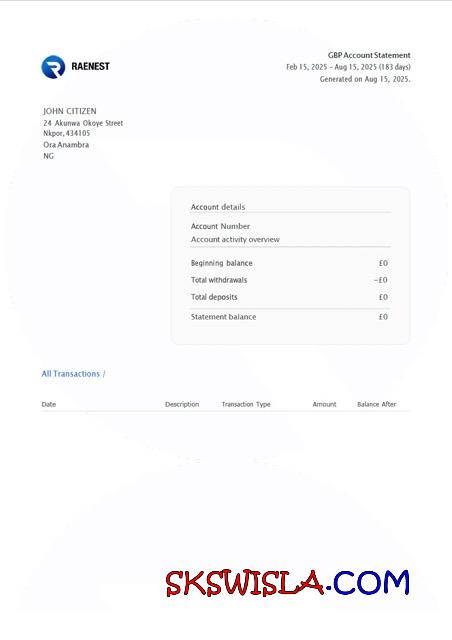 RAENEST
GBP Account Statement
Feb 15, 2025 – Aug 15, 2025 (183 days)
Generated on Aug 15, 2025.
JOHN CITIZEN
24 Akunwa Okoye Street
Nkpor, 434105
Ora Anambra
NG
Account details
Account Number
Account activity overview
Beginning balance £0
Total withdrawals –£0
Total deposits £0
Statement balance £0
All Transactions /
Date Description Transaction Type Amount Balance After
SKSWISLA.COM